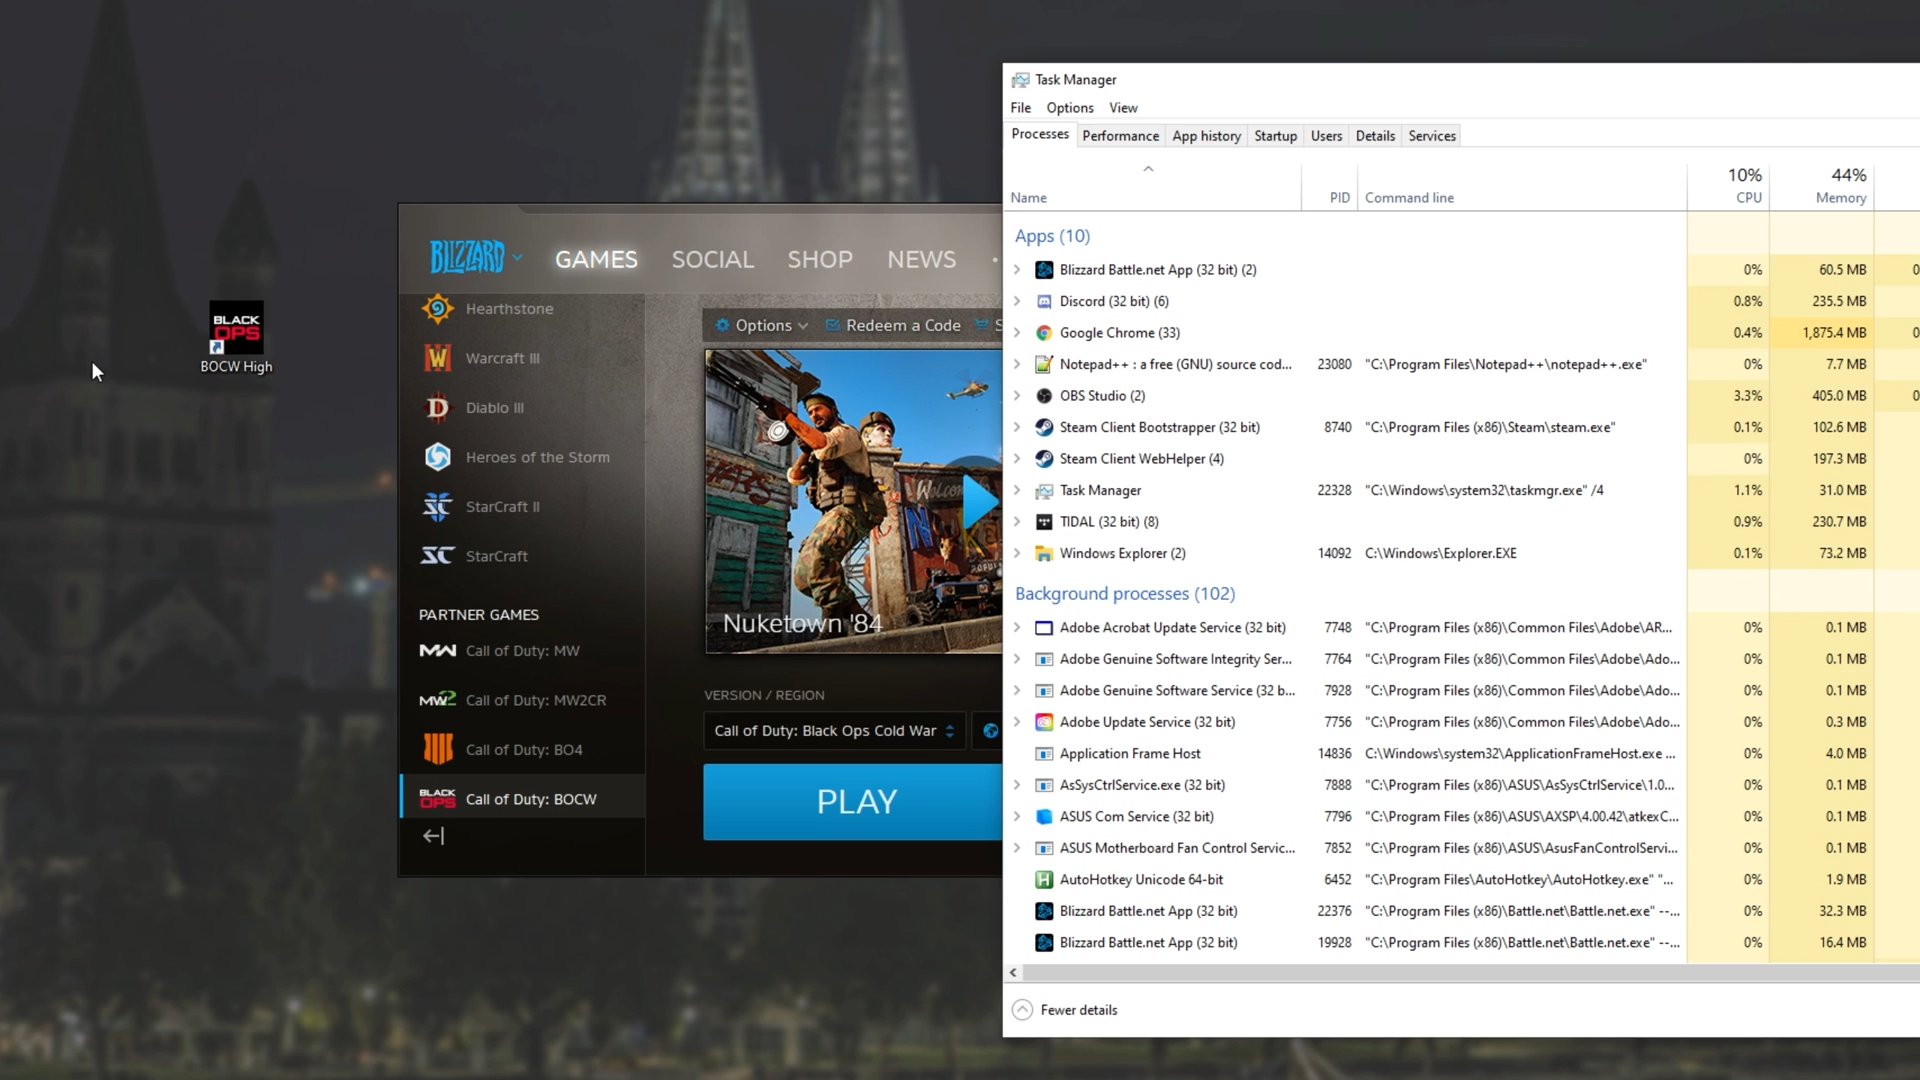 BLACK
OPS
BOCW High
BLIZZARD
GAMES SOCIAL SHOP NEWS
Hearthstone
Warcraft III
Diablo III
Heroes of the Storm
StarCraft II
StarCraft
PARTNER GAMES
Call of Duty: MW
Call of Duty: MW2CR
Call of Duty: BO4
Call of Duty: BOCW
Options Redeem a Code S
Nuketown '84
VERSION / REGION
Call of Duty: Black Ops Cold War
PLAY
Task Manager
File Options View
Processes Performance App history Startup Users Details Services
10% 44%
Name PID Command line CPU Memory
Apps (10)
Blizzard Battle.net App (32 bit) (2) 0% 60.5 MB 0
Discord (32 bit) (6) 0.8% 235.5 MB
Google Chrome (33) 0.4% 1,875.4 MB 0
Notepad++ : a free (GNU) source cod... 23080 "C:\Program Files\Notepad++\notepad++.exe" 0% 7.7 MB
OBS Studio (2) 3.3% 405.0 MB 0
Steam Client Bootstrapper (32 bit) 8740 "C:\Program Files (x86)\Steam\steam.exe" 0.1% 102.6 MB
Steam Client WebHelper (4) 0% 197.3 MB
Task Manager 22328 "C:\Windows\system32\taskmgr.exe" /4 1.1% 31.0 MB
TIDAL (32 bit) (8) 0.9% 230.7 MB
Windows Explorer (2) 14092 C:\Windows\Explorer.EXE 0.1% 73.2 MB
Background processes (102)
Adobe Acrobat Update Service (32 bit) 7748 "C:\Program Files (x86)\Common Files\Adobe\AR... 0% 0.1 MB
Adobe Genuine Software Integrity Ser... 7764 "C:\Program Files (x86)\Common Files\Adobe\Ado... 0% 0.1 MB
Adobe Genuine Software Service (32 b... 7928 "C:\Program Files (x86)\Common Files\Adobe\Ado... 0% 0.1 MB
Adobe Update Service (32 bit) 7756 "C:\Program Files (x86)\Common Files\Adobe\Ado... 0% 0.3 MB
Application Frame Host 14836 C:\Windows\system32\ApplicationFrameHost.exe ... 0% 4.0 MB
AsSysCtrlService.exe (32 bit) 7888 "C:\Program Files (x86)\ASUS\AsSysCtrlService\1.0... 0% 0.1 MB
ASUS Com Service (32 bit) 7796 "C:\Program Files (x86)\ASUS\AXSP\4.00.42\atkexC... 0% 0.1 MB
ASUS Motherboard Fan Control Servic... 7852 "C:\Program Files (x86)\ASUS\AsusFanControlServi... 0% 0.1 MB
AutoHotkey Unicode 64-bit 6452 "C:\Program Files\AutoHotkey\AutoHotkey.exe" "... 0% 1.9 MB
Blizzard Battle.net App (32 bit) 22376 "C:\Program Files (x86)\Battle.net\Battle.net.exe" --... 0% 32.3 MB
Blizzard Battle.net App (32 bit) 19928 "C:\Program Files (x86)\Battle.net\Battle.net.exe" --... 0% 16.4 MB
Fewer details